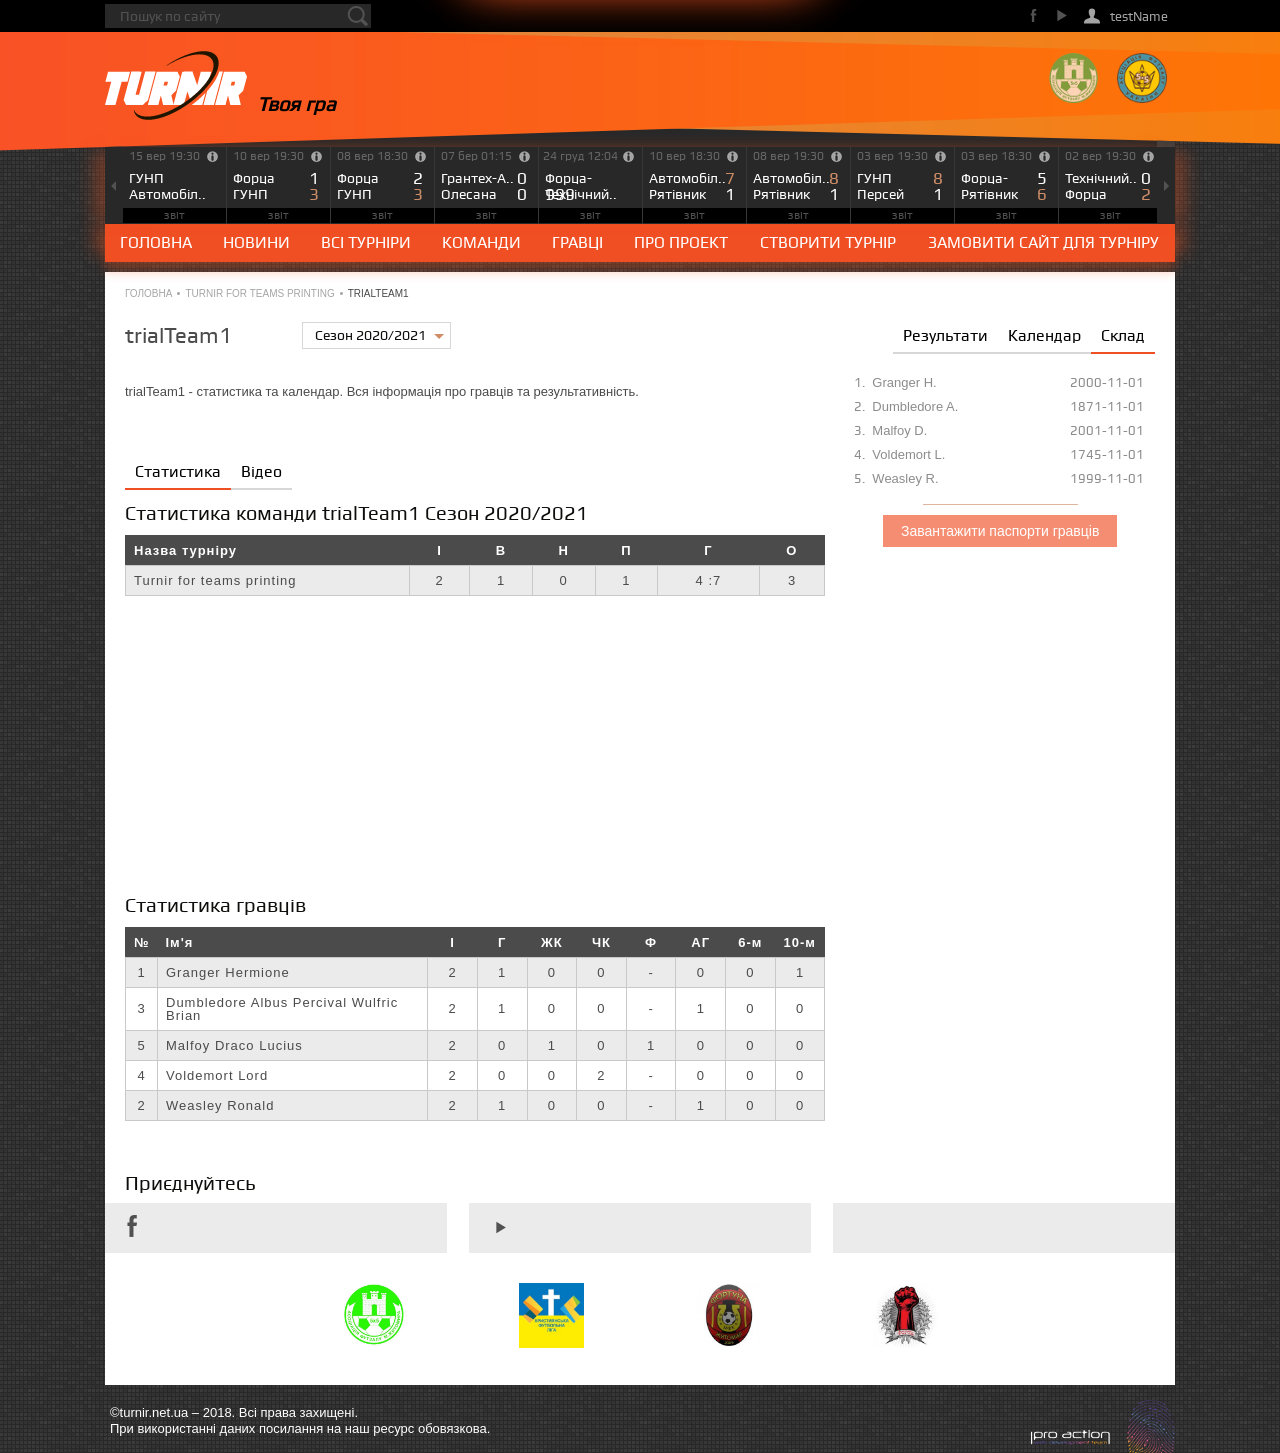 Пошук по сайту
testName
TURNIR
Твоя гра
15 вер 19:30
ГУНП
Автомобіл..
звіт
10 вер 19:30
Форца 1
ГУНП 3
звіт
08 вер 18:30
Форца 2
ГУНП 3
звіт
07 бер 01:15
Грантех-А.. 0
Олесана 0
звіт
24 груд 12:04
Форца-
999
Технічний..
звіт
10 вер 18:30
Автомобіл.. 7
Рятівник 1
звіт
08 вер 19:30
Автомобіл.. 8
Рятівник 1
звіт
03 вер 19:30
ГУНП 8
Персей 1
звіт
03 вер 18:30
Форца- 5
Рятівник 6
звіт
02 вер 19:30
Технічний.. 0
Форца 2
звіт
ГОЛОВНА НОВИНИ ВСІ ТУРНІРИ КОМАНДИ ГРАВЦІ ПРО ПРОЕКТ СТВОРИТИ ТУРНІР ЗАМОВИТИ САЙТ ДЛЯ ТУРНІРУ
ГОЛОВНА • TURNIR FOR TEAMS PRINTING • TRIALTEAM1
trialTeam1
Сезон 2020/2021
trialTeam1 - статистика та календар. Вся інформація про гравців та результативність.
Статистика Відео
Статистика команди trialTeam1 Сезон 2020/2021
Назва турніру І В Н П Г О
Turnir for teams printing 2 1 0 1 4 :7 3
Статистика гравців
№ Ім'я І Г ЖК ЧК Ф АГ 6-м 10-м
1 Granger Hermione 2 1 0 0 - 0 0 1
3 Dumbledore Albus Percival Wulfric
Brian 2 1 0 0 - 1 0 0
5 Malfoy Draco Lucius 2 0 1 0 1 0 0 0
4 Voldemort Lord 2 0 0 2 - 0 0 0
2 Weasley Ronald 2 1 0 0 - 1 0 0
Результати Календар Склад
1. Granger H. 2000-11-01
2. Dumbledore A. 1871-11-01
3. Malfoy D. 2001-11-01
4. Voldemort L. 1745-11-01
5. Weasley R. 1999-11-01
Завантажити паспорти гравців
Приєднуйтесь
ХРИСТИЯНСЬКА
ФУТБОЛЬНА
ЛІГА
©turnir.net.ua – 2018. Всі права захищені.
При використанні даних посилання на наш ресурс обовязкова.
pro action